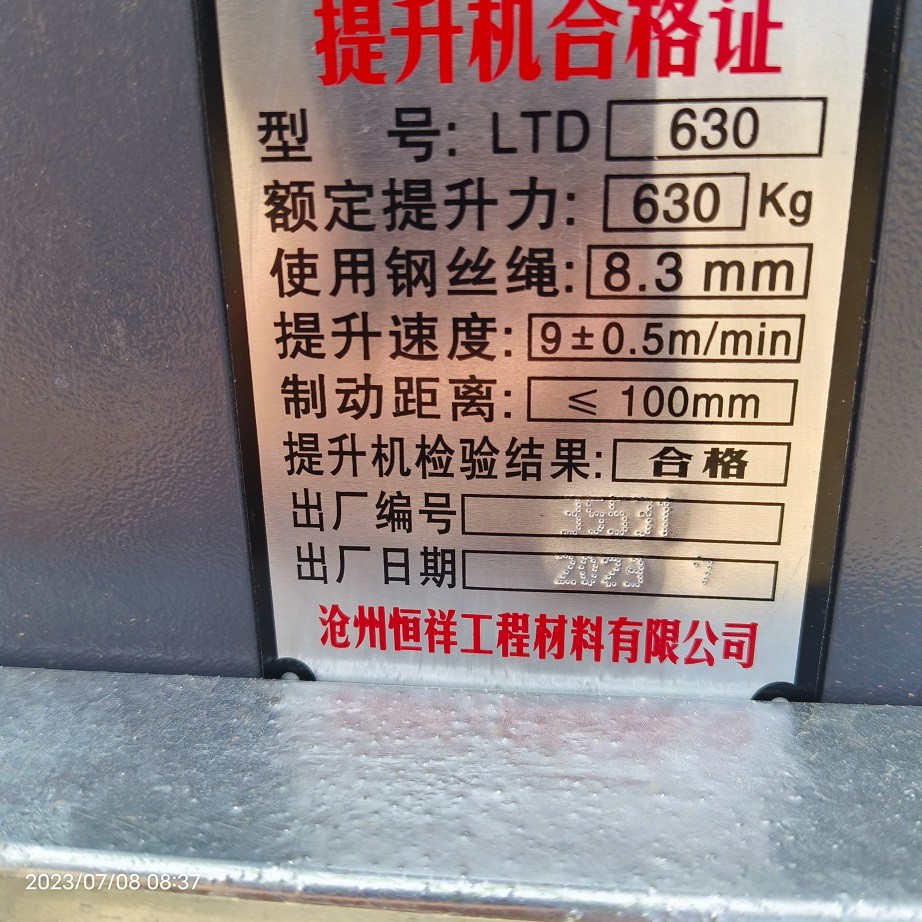 提升机合格证
型 号: LTD 630
额定提升力: 630 Kg
使用钢丝绳: 8.3 mm
提升速度: 9±0.5m/min
制动距离: ≤ 100mm
提升机检验结果: 合格
出厂编号
出厂日期 2023 7
沧州恒祥工程材料有限公司
2023/07/08 08:37